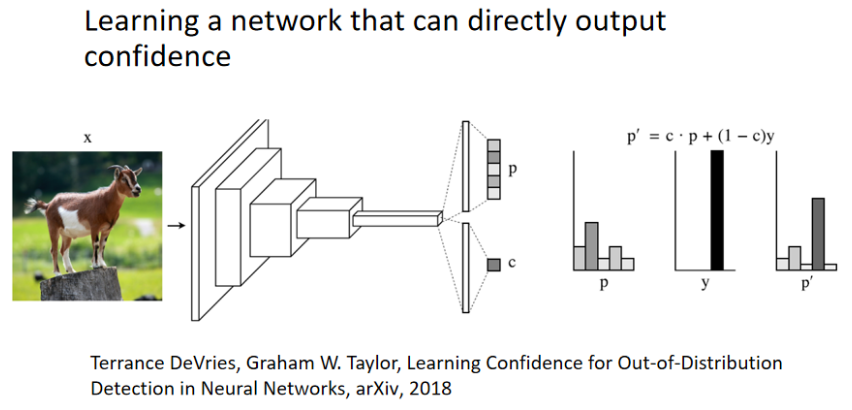 Learning a network that can directly output
confidence
x
p
c
p′ = c · p + (1 − c)y
p
y
p′
Terrance DeVries, Graham W. Taylor, Learning Confidence for Out-of-Distribution
Detection in Neural Networks, arXiv, 2018